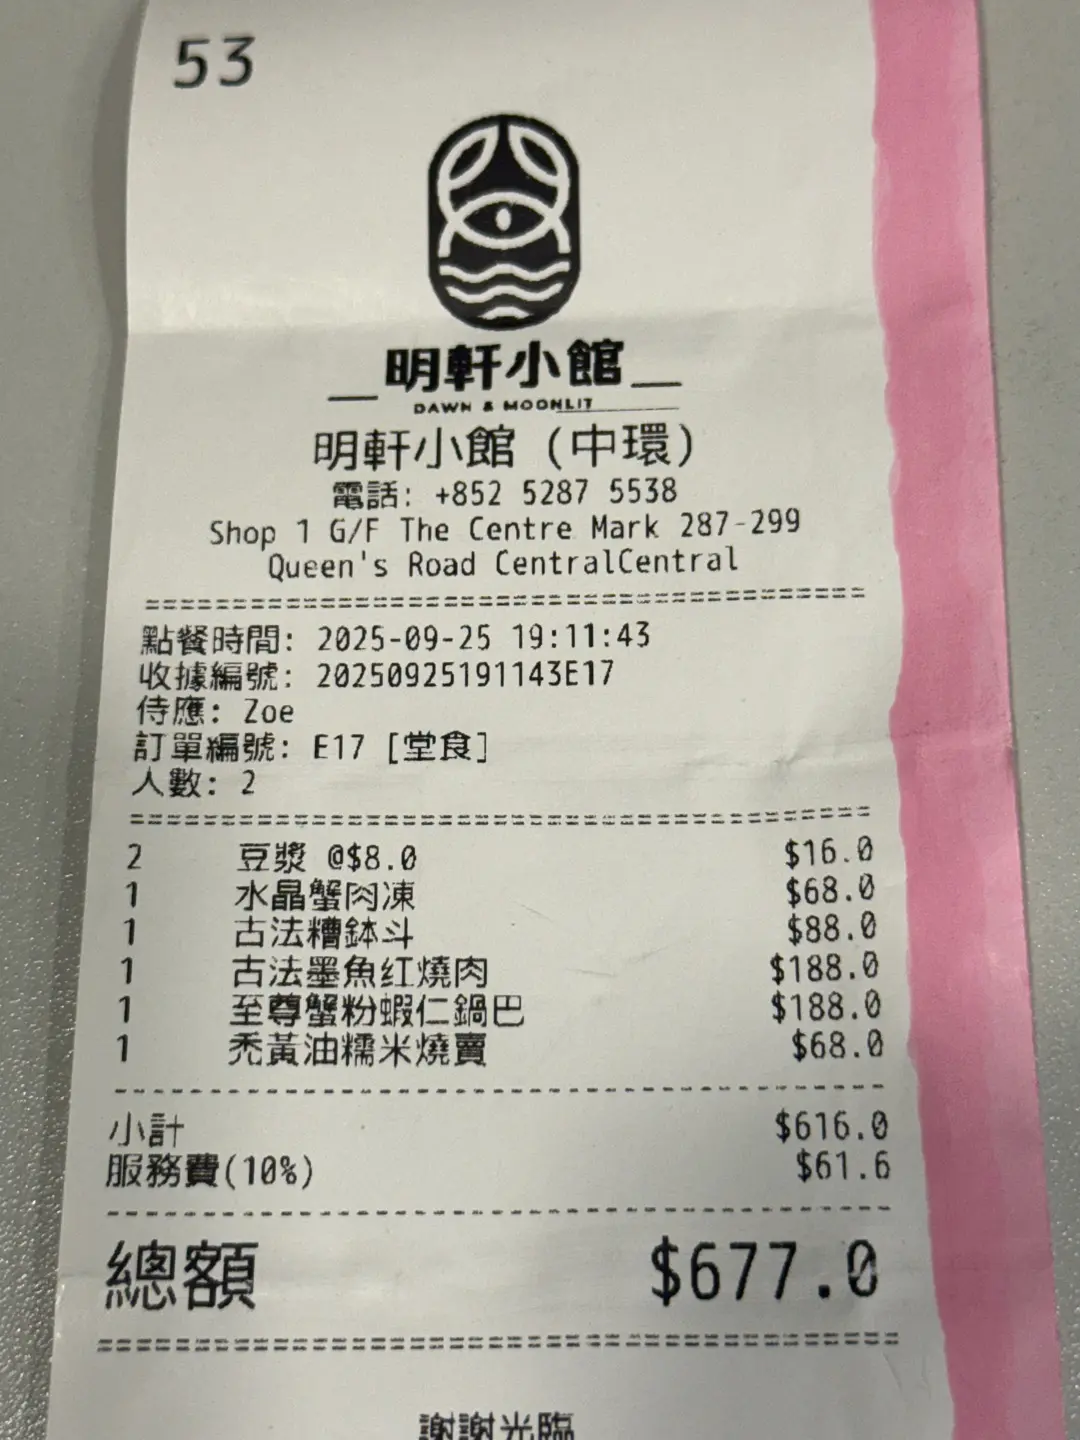 53
明軒小館
DAWN & MOONLIT
明軒小館 (中環)
電話: +852 5287 5538
Shop 1 G/F The Centre Mark 287-299
Queen's Road CentralCentral
點餐時間: 2025-09-25 19:11:43
收據編號: 20250925191143E17
侍應: Zoe
訂單編號: E17 [堂食]
人數: 2
2 豆漿 @$8.0 $16.0
1 水晶蟹肉凍 $68.0
1 古法糟鉢斗 $88.0
1 古法墨魚红燒肉 $188.0
1 至尊蟹粉蝦仁鍋巴 $188.0
1 禿黃油糯米燒賣 $68.0
小計 $616.0
服務費(10%) $61.6
總額 $677.0
謝謝光臨